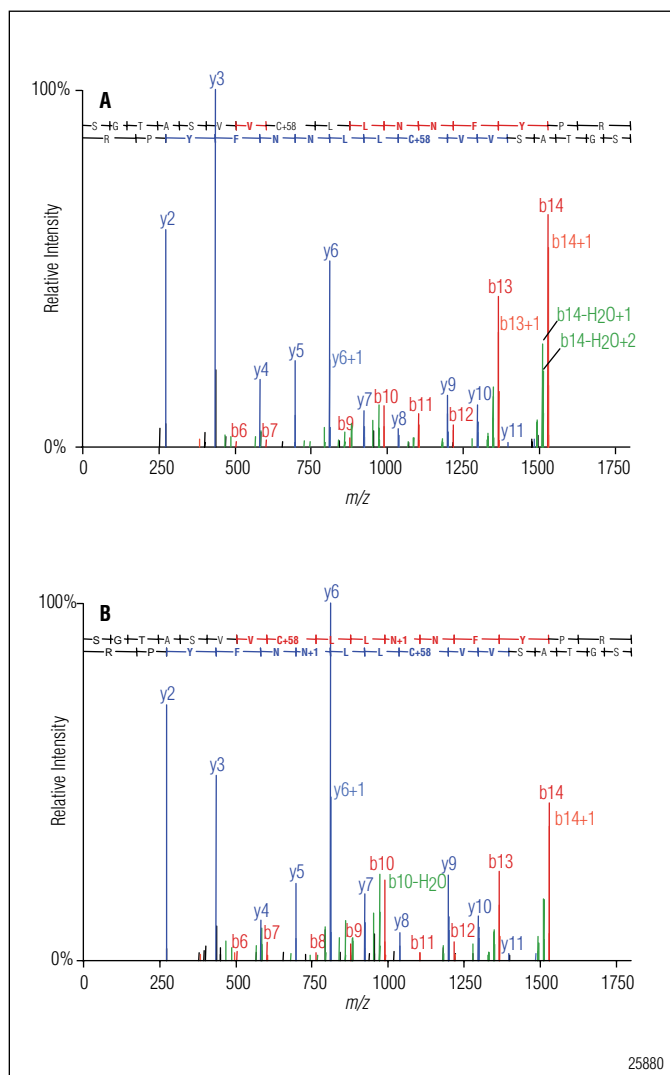 A
100%
S G T A S V V C+58 L L N N F Y P R
R P Y F N N L L C+58 V V S A T G S
y3
y2
y6
b14
b14+1
b13
b13+1
b14-H2O+1
b14-H2O+2
y5
y6+1
y4
y7
b10
b11
y9
y10
b6
b7
b9
y8
b12
y11
Relative Intensity
0%
0 250 500 750 1000 1250 1500 1750
m/z
B
100%
S G T A S V V C+58 L L N+1 N F Y P R
R P Y F N N+1 L L C+58 V V S A T G S
y6
y2
y3
y6+1
b14
b14+1
y5
b10
b10-H2O
y9
b13
y7
y4
y10
b6
b7
b8
b9
y8
b11
b12
y11
Relative Intensity
0%
0 250 500 750 1000 1250 1500 1750
m/z
25880